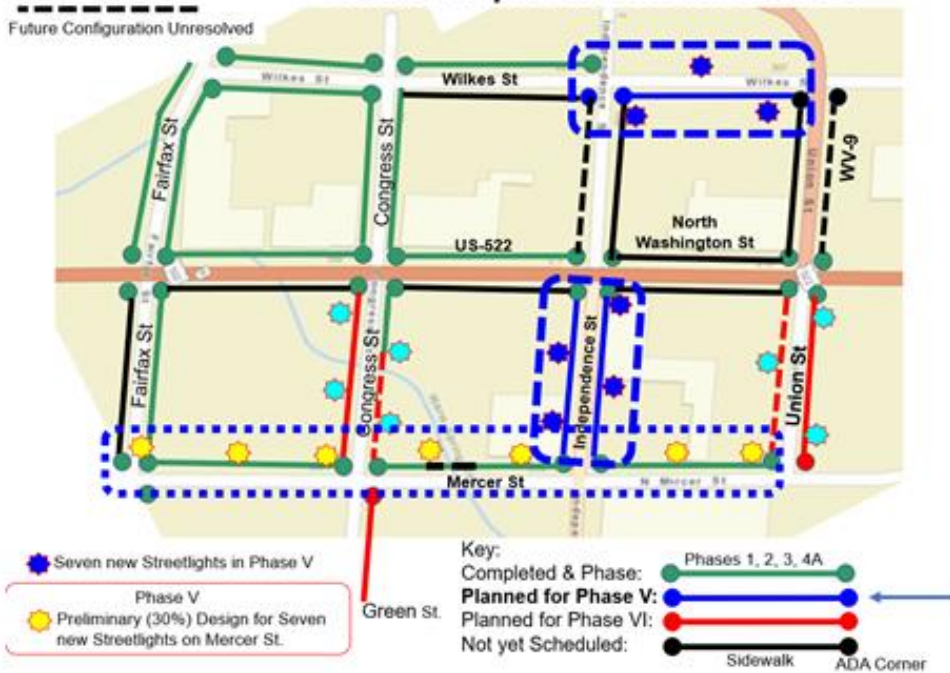 Future Configuration Unresolved
Wilkes St
Wilkes St
Wilkes S
Fairfax St
Congress St
Union St
WV-9
North
Washington St
US-522
Fairfax St
Congress St
Independence St
Union St
Mercer St
N Mercer St
Green St.
Seven new Streetlights in Phase V
Phase V
Preliminary (30%) Design for Seven
new Streetlights on Mercer St.
Key:
Completed & Phase:
Phases 1, 2, 3, 4A
Planned for Phase V:
Planned for Phase VI:
Not yet Scheduled:
Sidewalk
ADA Corner